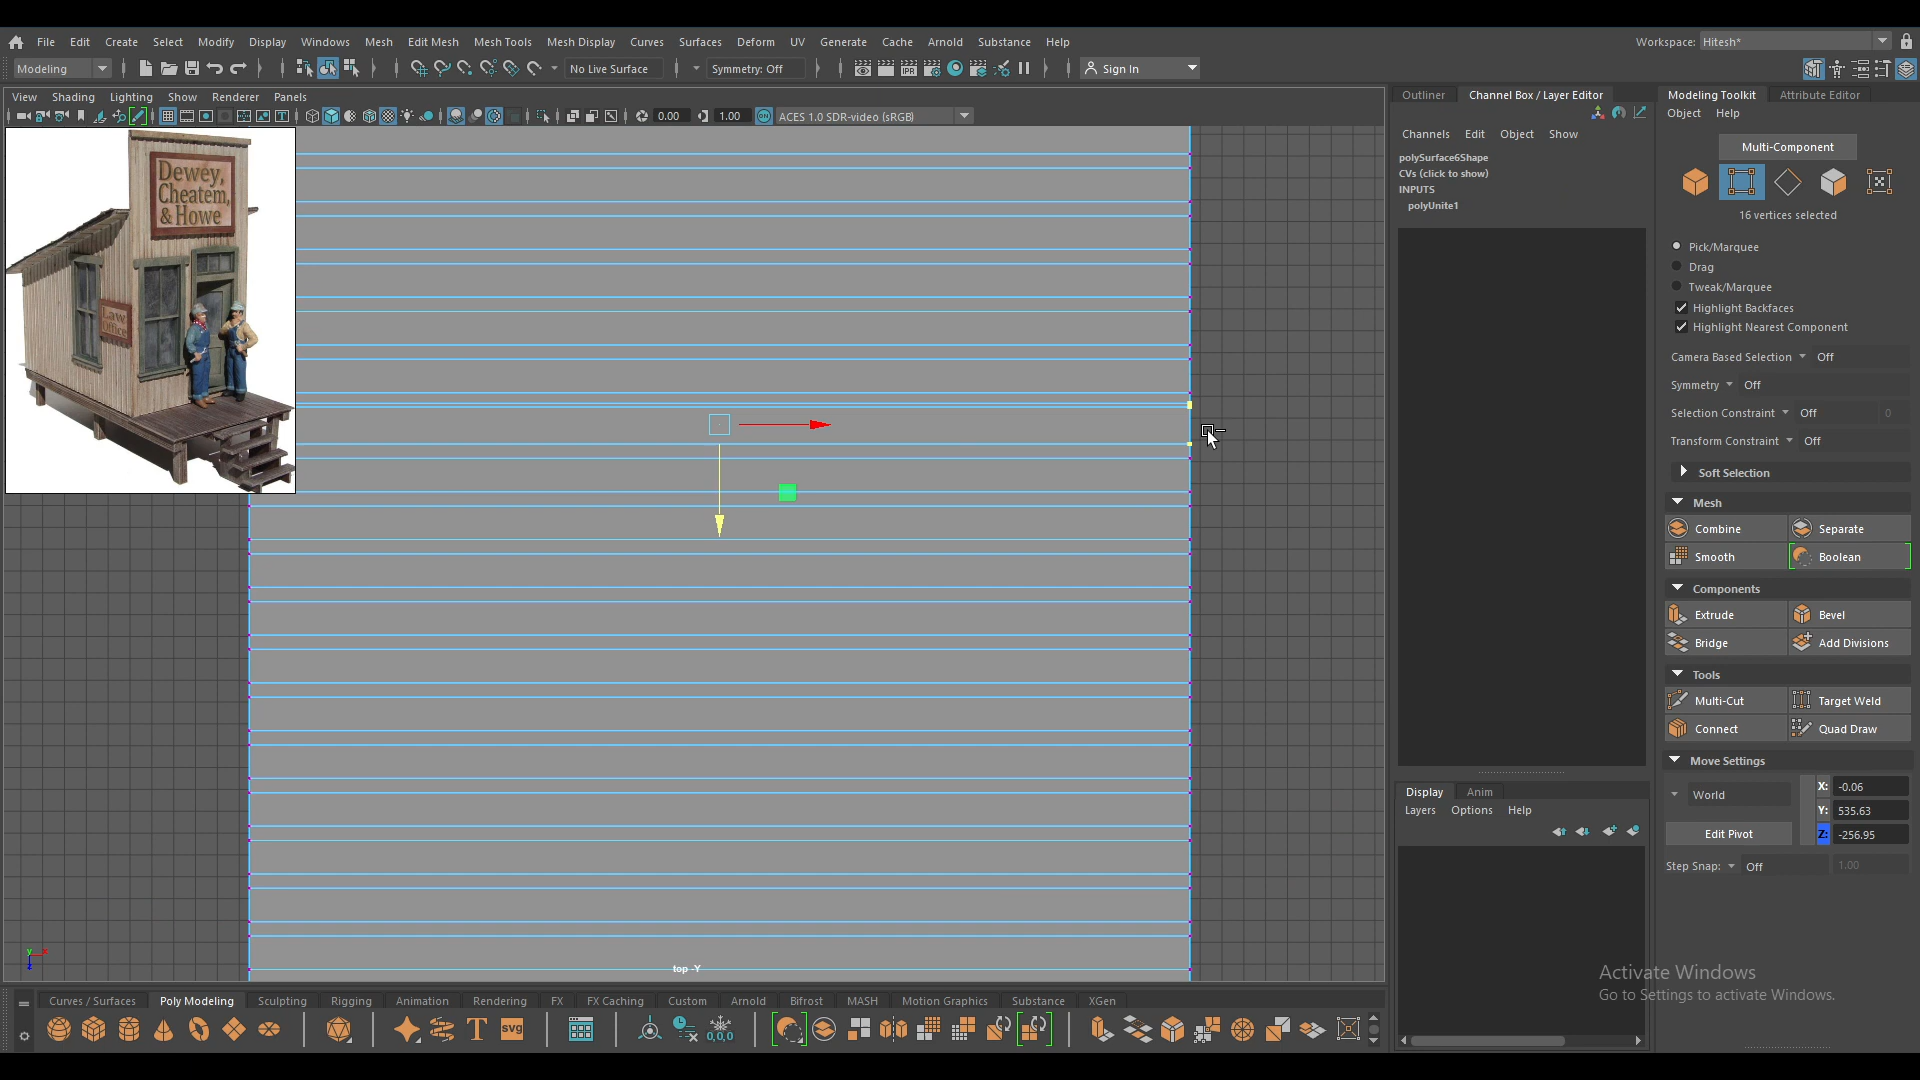 File Edit Create Select Modify Display Windows Mesh Edit Mesh Mesh Tools Mesh Display Curves Surfaces Deform UV Generate Cache Arnold Substance Help
Workspace: Hitesh*
Modeling
No Live Surface
Symmetry: Off
Sign In
View Shading Lighting Show Renderer Panels
0.00
1.00
ACES 1.0 SDR-video (sRGB)
Dewey,
Cheatem,
& Howe
Law
Office
top -Y
Outliner Channel Box / Layer Editor
Channels Edit Object Show
polySurface6Shape
CVs (click to show)
INPUTS
polyUnite1
Display Anim
Layers Options Help
Modeling Toolkit Attribute Editor
Object Help
Multi-Component
16 vertices selected
Pick/Marquee
Drag
Tweak/Marquee
Highlight Backfaces
Highlight Nearest Component
Camera Based Selection Off
Symmetry Off
Selection Constraint Off 0
Transform Constraint Off
Soft Selection
Mesh
Combine Separate
Smooth Boolean
Components
Extrude Bevel
Bridge Add Divisions
Tools
Multi-Cut Target Weld
Connect Quad Draw
Move Settings
World
X: -0.06
Y: 535.63
Edit Pivot
Z: -256.95
Step Snap: Off 1.00
Activate Windows
Go to Settings to activate Windows.
Curves / Surfaces Poly Modeling Sculpting Rigging Animation Rendering FX FX Caching Custom Arnold Bifrost MASH Motion Graphics Substance XGen